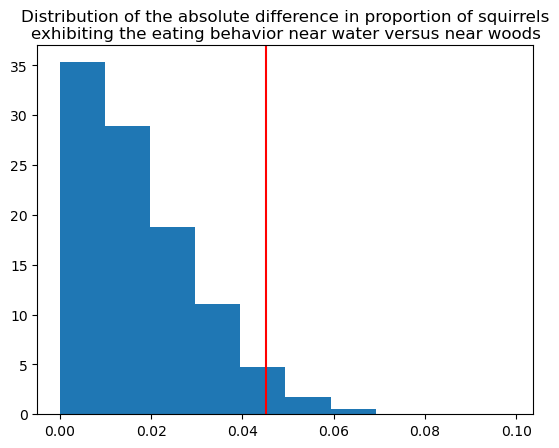 Distribution of the absolute difference in proportion of squirrels
exhibiting the eating behavior near water versus near woods
35
30
25
20
15
10
5
0
0.00 0.02 0.04 0.06 0.08 0.10